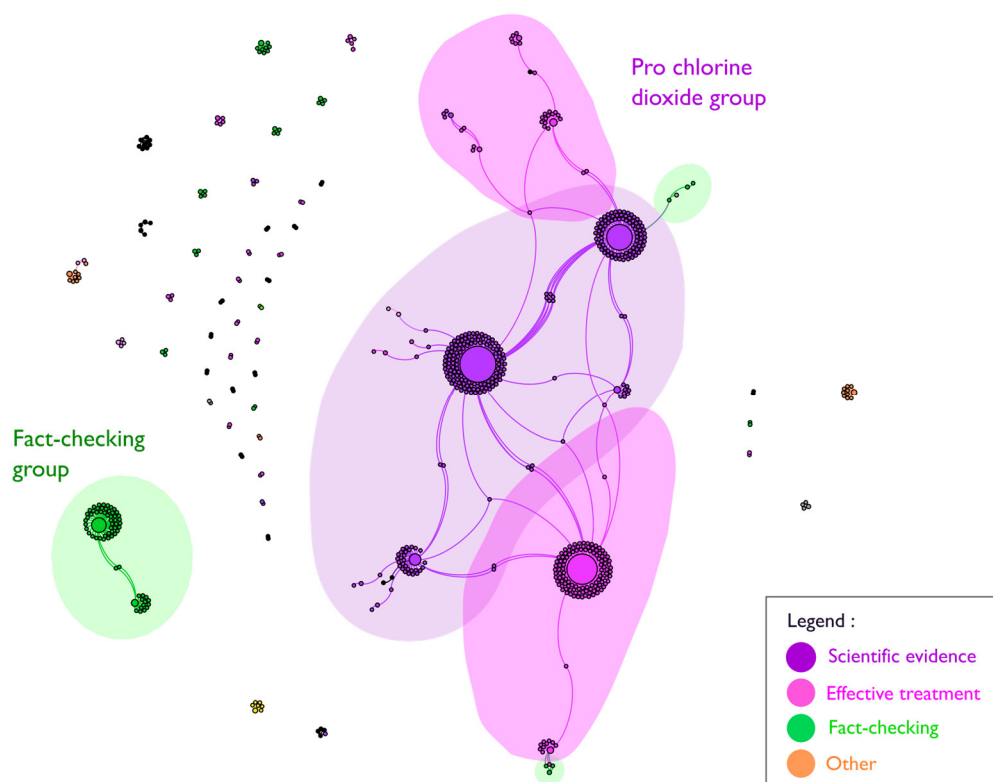 Pro chlorine
dioxide group
Fact-checking
group
Legend :
Scientific evidence
Effective treatment
Fact-checking
Other